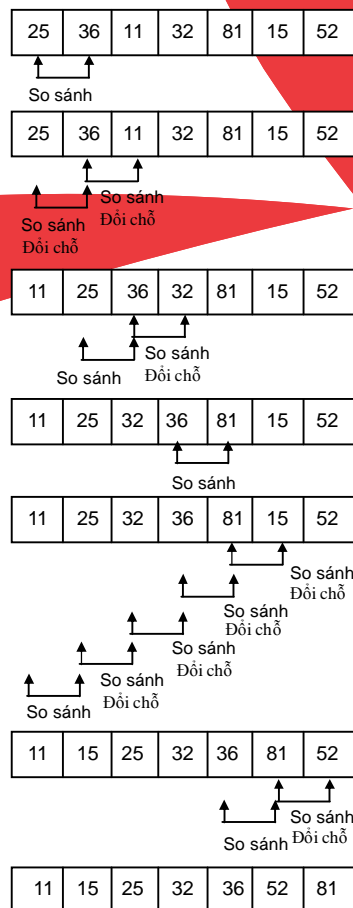 25 36 11 32 81 15 52
So sánh
25 36 11 32 81 15 52
So sánh
Đổi chỗ
So sánh
Đổi chỗ
11 25 36 32 81 15 52
So sánh
Đổi chỗ
So sánh
11 25 32 36 81 15 52
So sánh
11 25 32 36 81 15 52
So sánh
Đổi chỗ
So sánh
Đổi chỗ
So sánh
Đổi chỗ
So sánh
Đổi chỗ
So sánh
11 15 25 32 36 81 52
So sánh
Đổi chỗ
So sánh
11 15 25 32 36 52 81